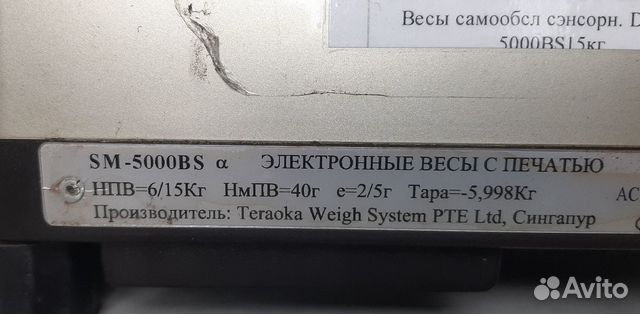 Весы самообсл сэнсорн. D
5000BS15кг
SM-5000BS α ЭЛЕКТРОННЫЕ ВЕСЫ С ПЕЧАТЬЮ
НПВ=6/15Кг НмПВ=40г e=2/5г Тара=-5,998Кг AC
Производитель: Teraoka Weigh System PTE Ltd, Сингапур
Avito